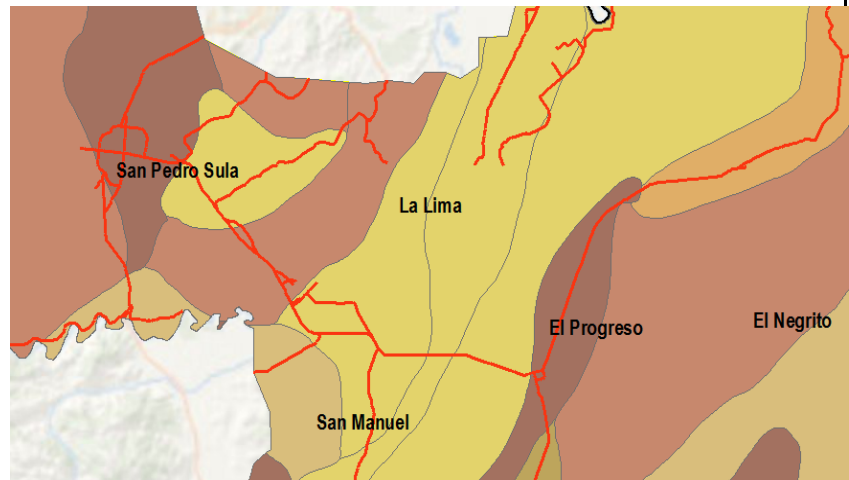 San Pedro Sula
La Lima
El Progreso
El Negrito
San Manuel